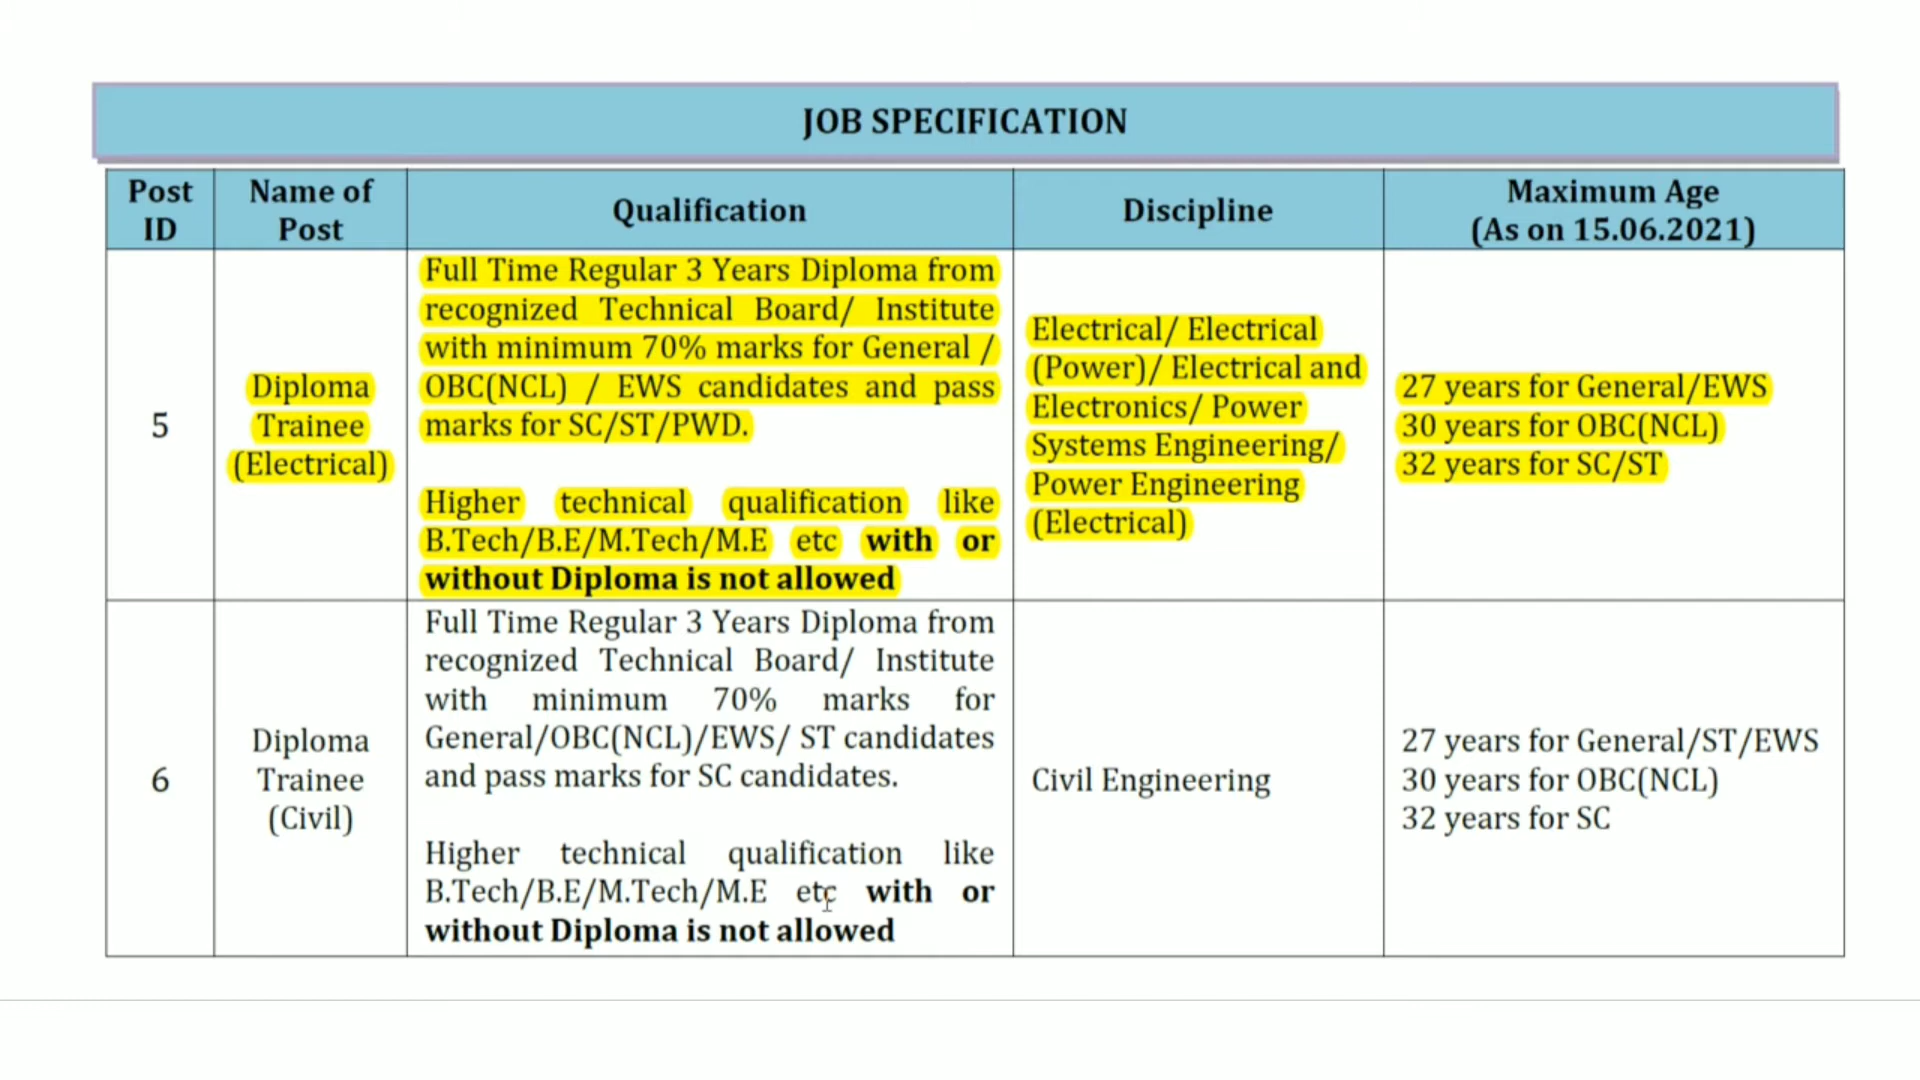 JOB SPECIFICATION
Post
ID
Name of
Post
Qualification
Discipline
Maximum Age
(As on 15.06.2021)
5
Diploma
Trainee
(Electrical)
Full Time Regular 3 Years Diploma from
recognized Technical Board/ Institute
with minimum 70% marks for General /
OBC(NCL) / EWS candidates and pass
marks for SC/ST/PWD.
Higher technical qualification like
B.Tech/B.E/M.Tech/M.E etc with or
without Diploma is not allowed
Electrical/ Electrical
(Power)/ Electrical and
Electronics/ Power
Systems Engineering/
Power Engineering
(Electrical)
27 years for General/EWS
30 years for OBC(NCL)
32 years for SC/ST
6
Diploma
Trainee
(Civil)
Full Time Regular 3 Years Diploma from
recognized Technical Board/ Institute
with minimum 70% marks for
General/OBC(NCL)/EWS/ ST candidates
and pass marks for SC candidates.
Higher technical qualification like
B.Tech/B.E/M.Tech/M.E etc with or
without Diploma is not allowed
Civil Engineering
27 years for General/ST/EWS
30 years for OBC(NCL)
32 years for SC